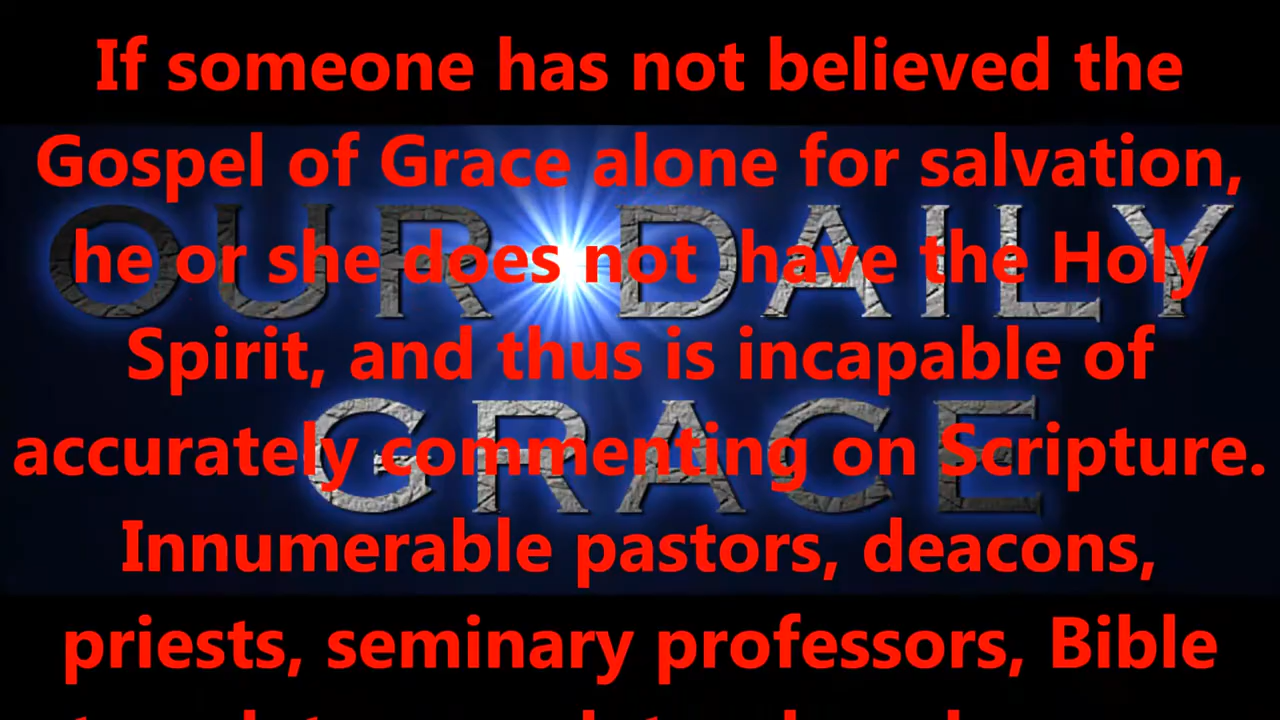 If someone has not believed the
Gospel of Grace alone for salvation,
he or she does not have the Holy
Spirit, and thus is incapable of
accurately commenting on Scripture.
Innumerable pastors, deacons,
priests, seminary professors, Bible
OUR DAILY
GRACE